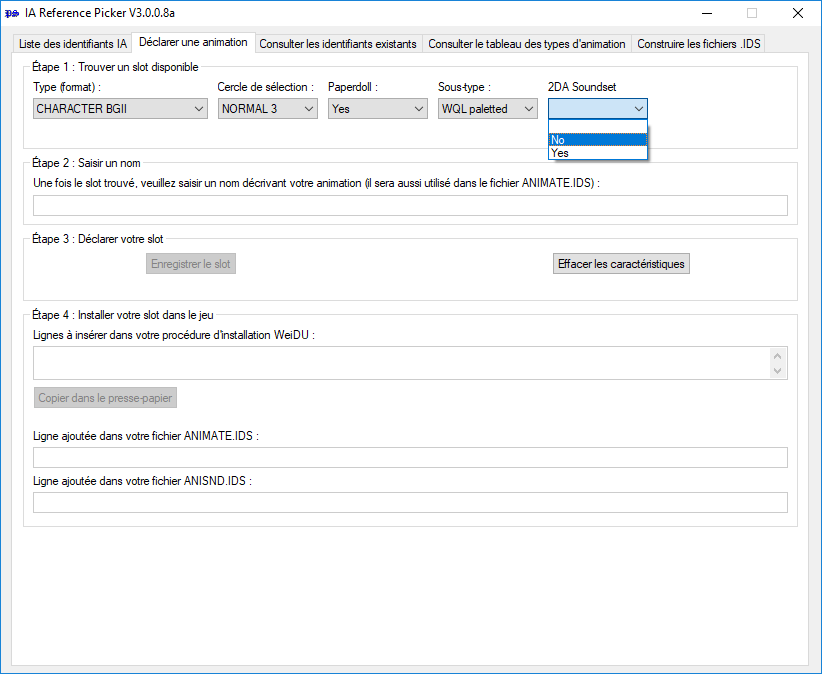 IA Reference Picker V3.0.0.8a
Liste des identifiants IA
Déclarer une animation
Consulter les identifiants existants
Consulter le tableau des types d'animation
Construire les fichiers .IDS
Étape 1 : Trouver un slot disponible
Type (format) : Cercle de sélection : Paperdoll : Sous-type : 2DA Soundset
CHARACTER BGII NORMAL 3 Yes WQL paletted
No
Yes
Étape 2 : Saisir un nom
Une fois le slot trouvé, veuillez saisir un nom décrivant votre animation (il sera aussi utilisé dans le fichier ANIMATE.IDS) :
Étape 3 : Déclarer votre slot
Enregistrer le slot
Effacer les caractéristiques
Étape 4 : Installer votre slot dans le jeu
Lignes à insérer dans votre procédure d'installation WeiDU :
Copier dans le presse-papier
Ligne ajoutée dans votre fichier ANIMATE.IDS :
Ligne ajoutée dans votre fichier ANISND.IDS :